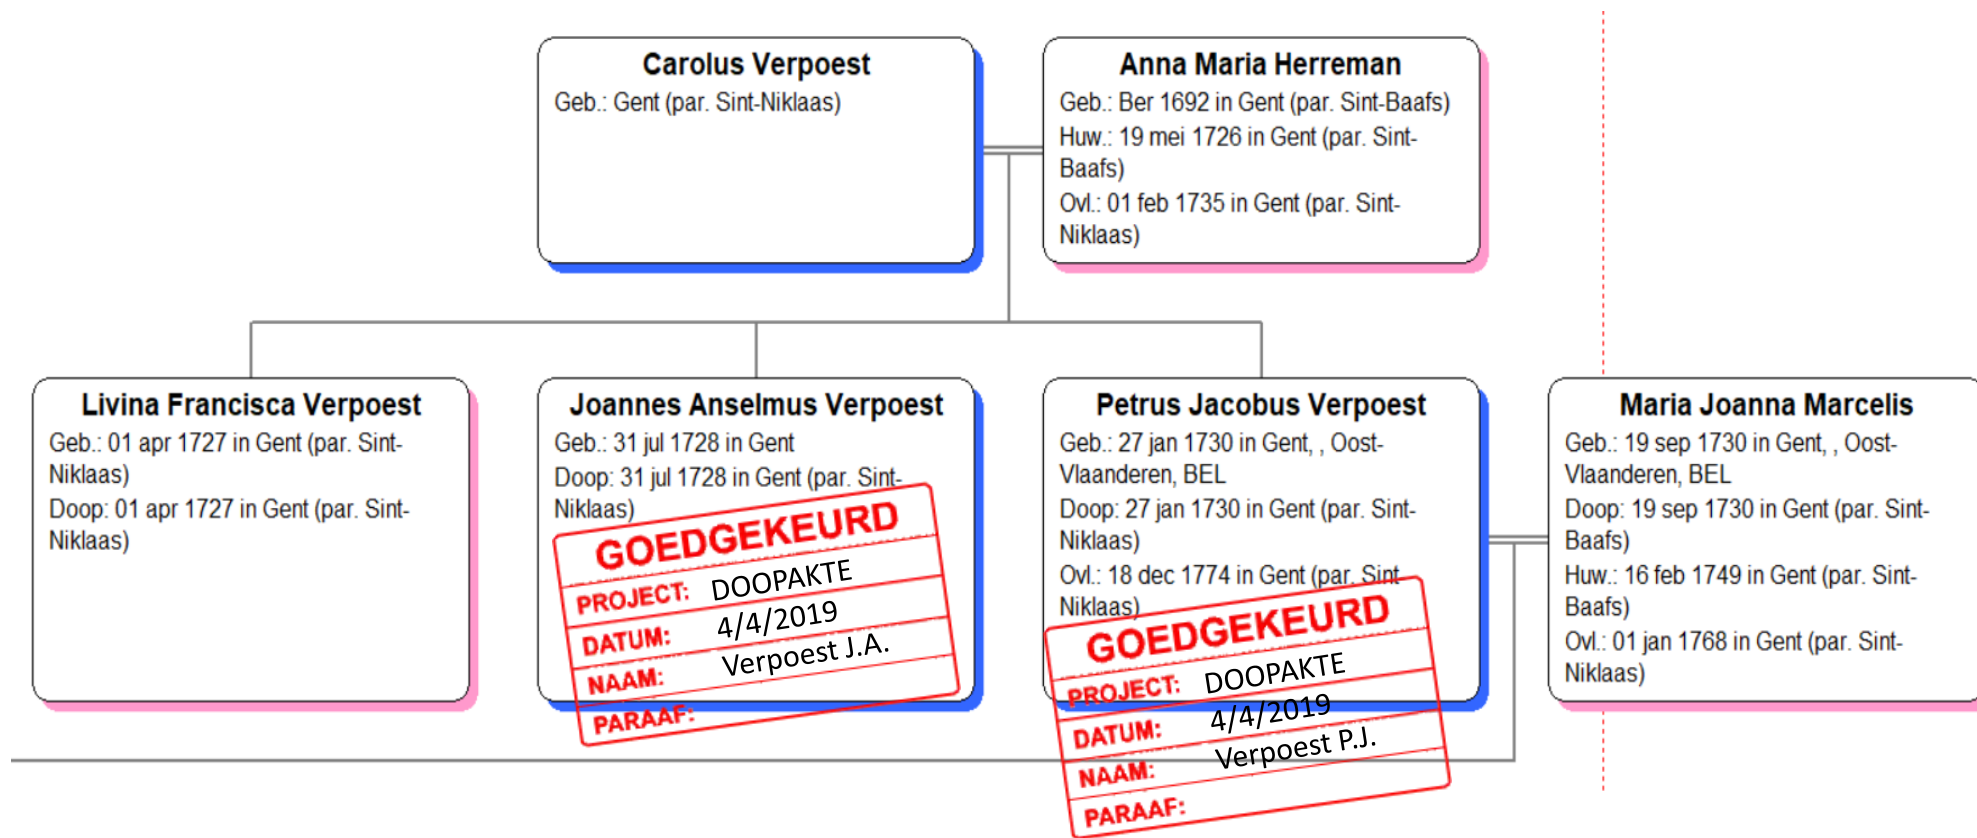 Carolus Verpoest
Geb.: Gent (par. Sint-Niklaas)
Anna Maria Herreman
Geb.: Ber 1692 in Gent (par. Sint-Baafs)
Huw.: 19 mei 1726 in Gent (par. Sint-
Baafs)
Ovl.: 01 feb 1735 in Gent (par. Sint-
Niklaas)
Livina Francisca Verpoest
Geb.: 01 apr 1727 in Gent (par. Sint-
Niklaas)
Doop: 01 apr 1727 in Gent (par. Sint-
Niklaas)
Joannes Anselmus Verpoest
Geb.: 31 jul 1728 in Gent
Doop: 31 jul 1728 in Gent (par. Sint-
Niklaas)
GOEDGEKEURD
PROJECT: DOOPAKTE
DATUM: 4/4/2019
NAAM: Verpoest J.A.
PARAAF:
Petrus Jacobus Verpoest
Geb.: 27 jan 1730 in Gent, , Oost-
Vlaanderen, BEL
Doop: 27 jan 1730 in Gent (par. Sint-
Niklaas)
Ovl.: 18 dec 1774 in Gent (par. Sint-
Niklaas)
GOEDGEKEURD
PROJECT: DOOPAKTE
DATUM: 4/4/2019
NAAM: Verpoest P.J.
PARAAF:
Maria Joanna Marcelis
Geb.: 19 sep 1730 in Gent, , Oost-
Vlaanderen, BEL
Doop: 19 sep 1730 in Gent (par. Sint-
Baafs)
Huw.: 16 feb 1749 in Gent (par. Sint-
Baafs)
Ovl.: 01 jan 1768 in Gent (par. Sint-
Niklaas)